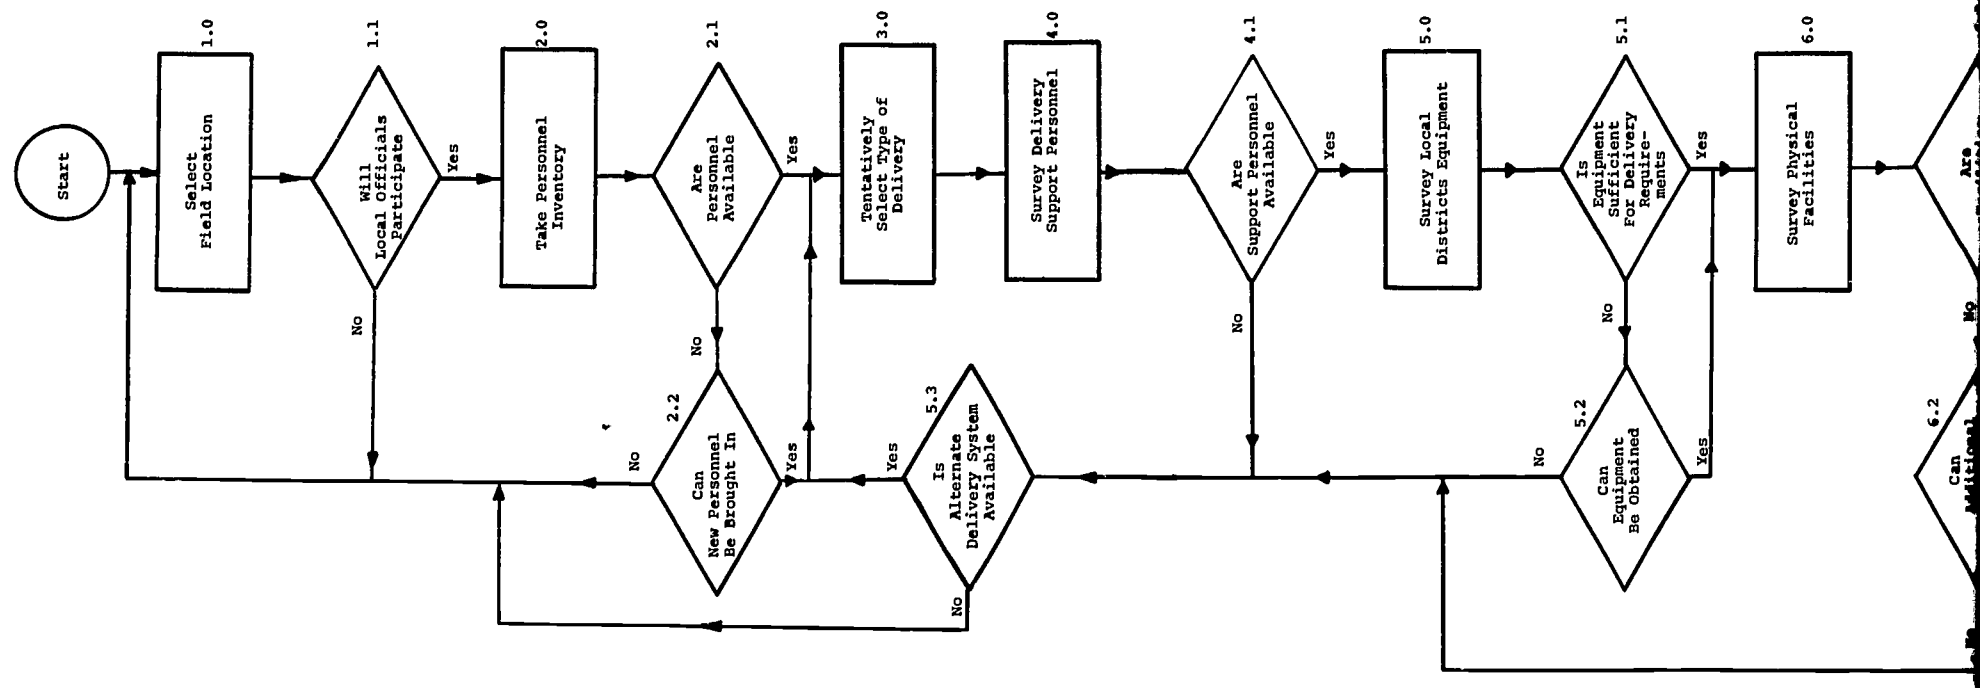 Start
1.0
Select
Field Location
1.1
Will
Local Officials
Participate
Yes
No
2.0
Take Personnel
Inventory
2.1
Are
Personnel
Available
Yes
No
2.2
Can
New Personnel
Be Brought In
No
Yes
3.0
Tentatively
Select Type of
Delivery
4.0
Survey Delivery
Support Personnel
5.3
Is
Alternate
Delivery System
Available
Yes
No
4.1
Are
Support Personnel
Available
Yes
No
5.0
Survey Local
Districts Equipment
5.1
Is
Equipment
Sufficient
For Delivery
Require-
ments
Yes
No
5.2
Can
Equipment
Be Obtained
No
Yes
6.0
Survey Physical
Facilities
Are
No
6.2
Can
Additional
No